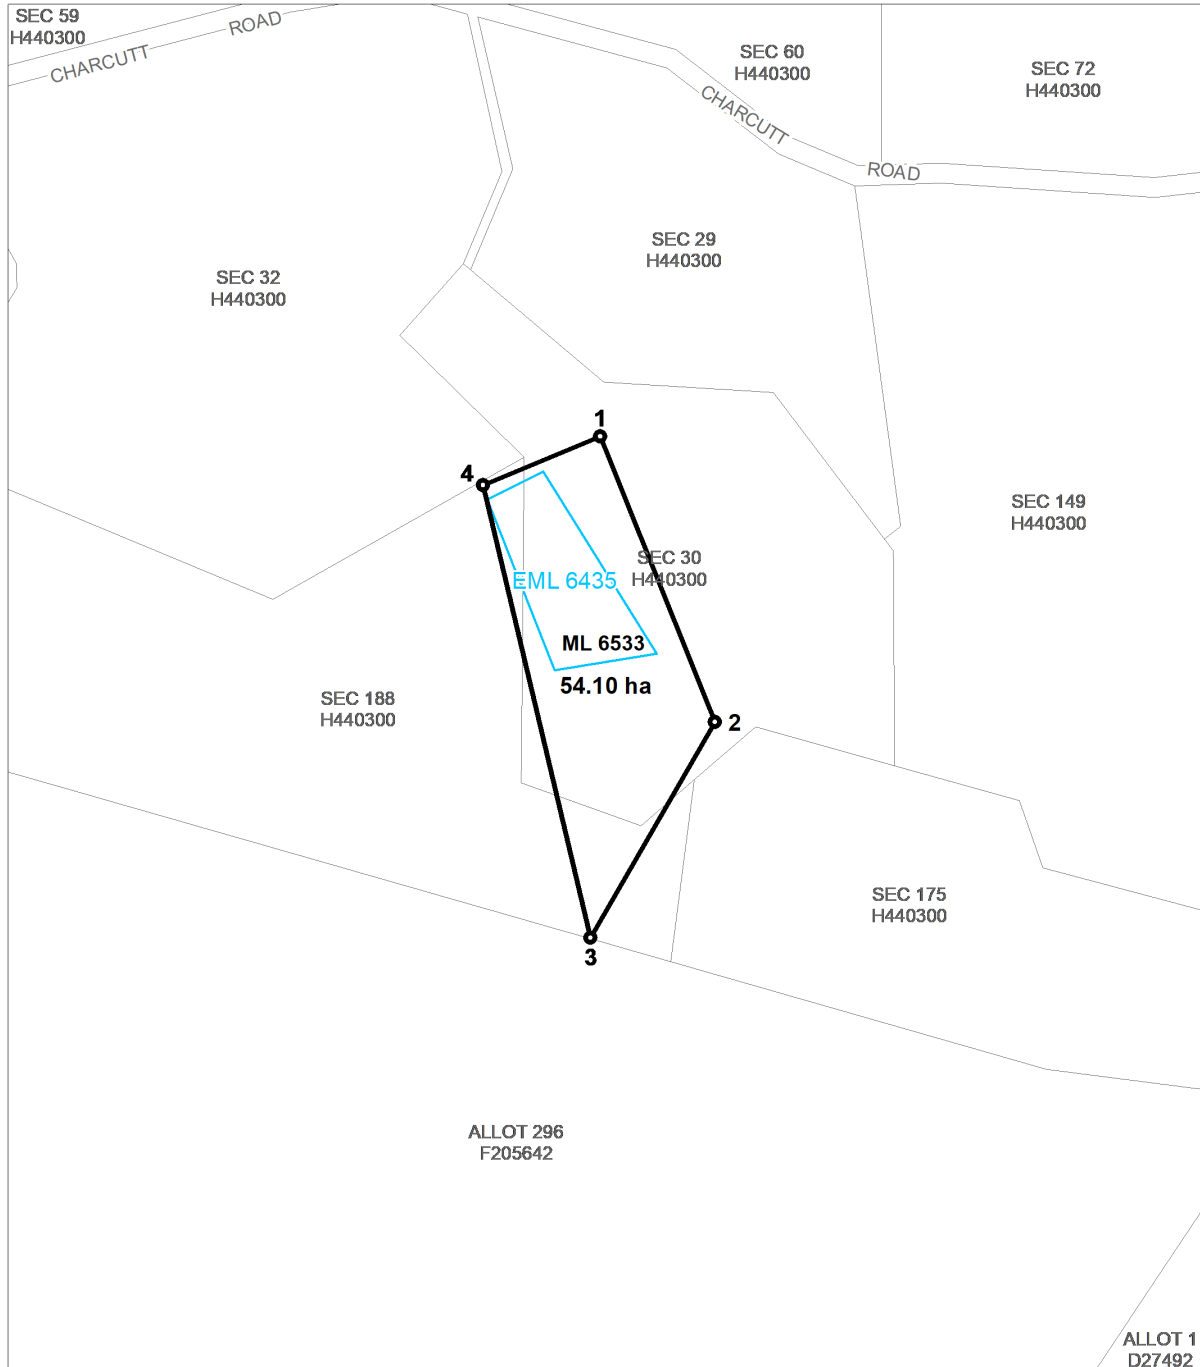 SEC 59
H440300
CHARCUTT ROAD
SEC 60
H440300
SEC 72
H440300
CHARCUTT ROAD
SEC 29
H440300
SEC 32
H440300
1
4
SEC 149
H440300
SEC 30
H440300
EML 6435
ML 6533
54.10 ha
SEC 188
H440300
2
SEC 175
H440300
3
ALLOT 296
F205642
ALLOT 1
D27492